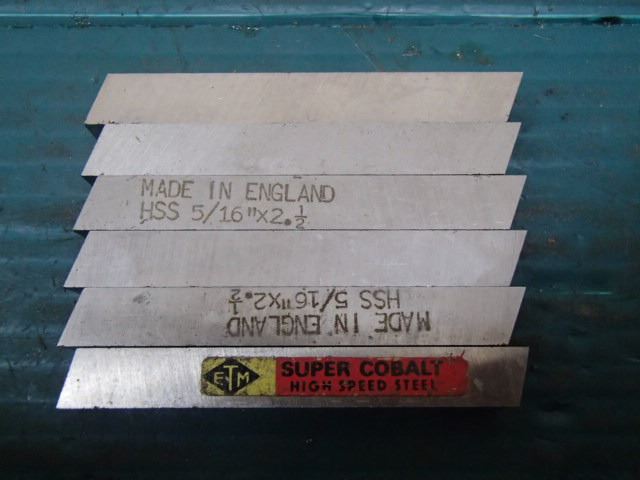 MADE IN ENGLAND
HSS 5/16"x2.½
MADE IN ENGLAND
HSS 5/16"x2.½
ETM SUPER COBALT
HIGH SPEED STEEL